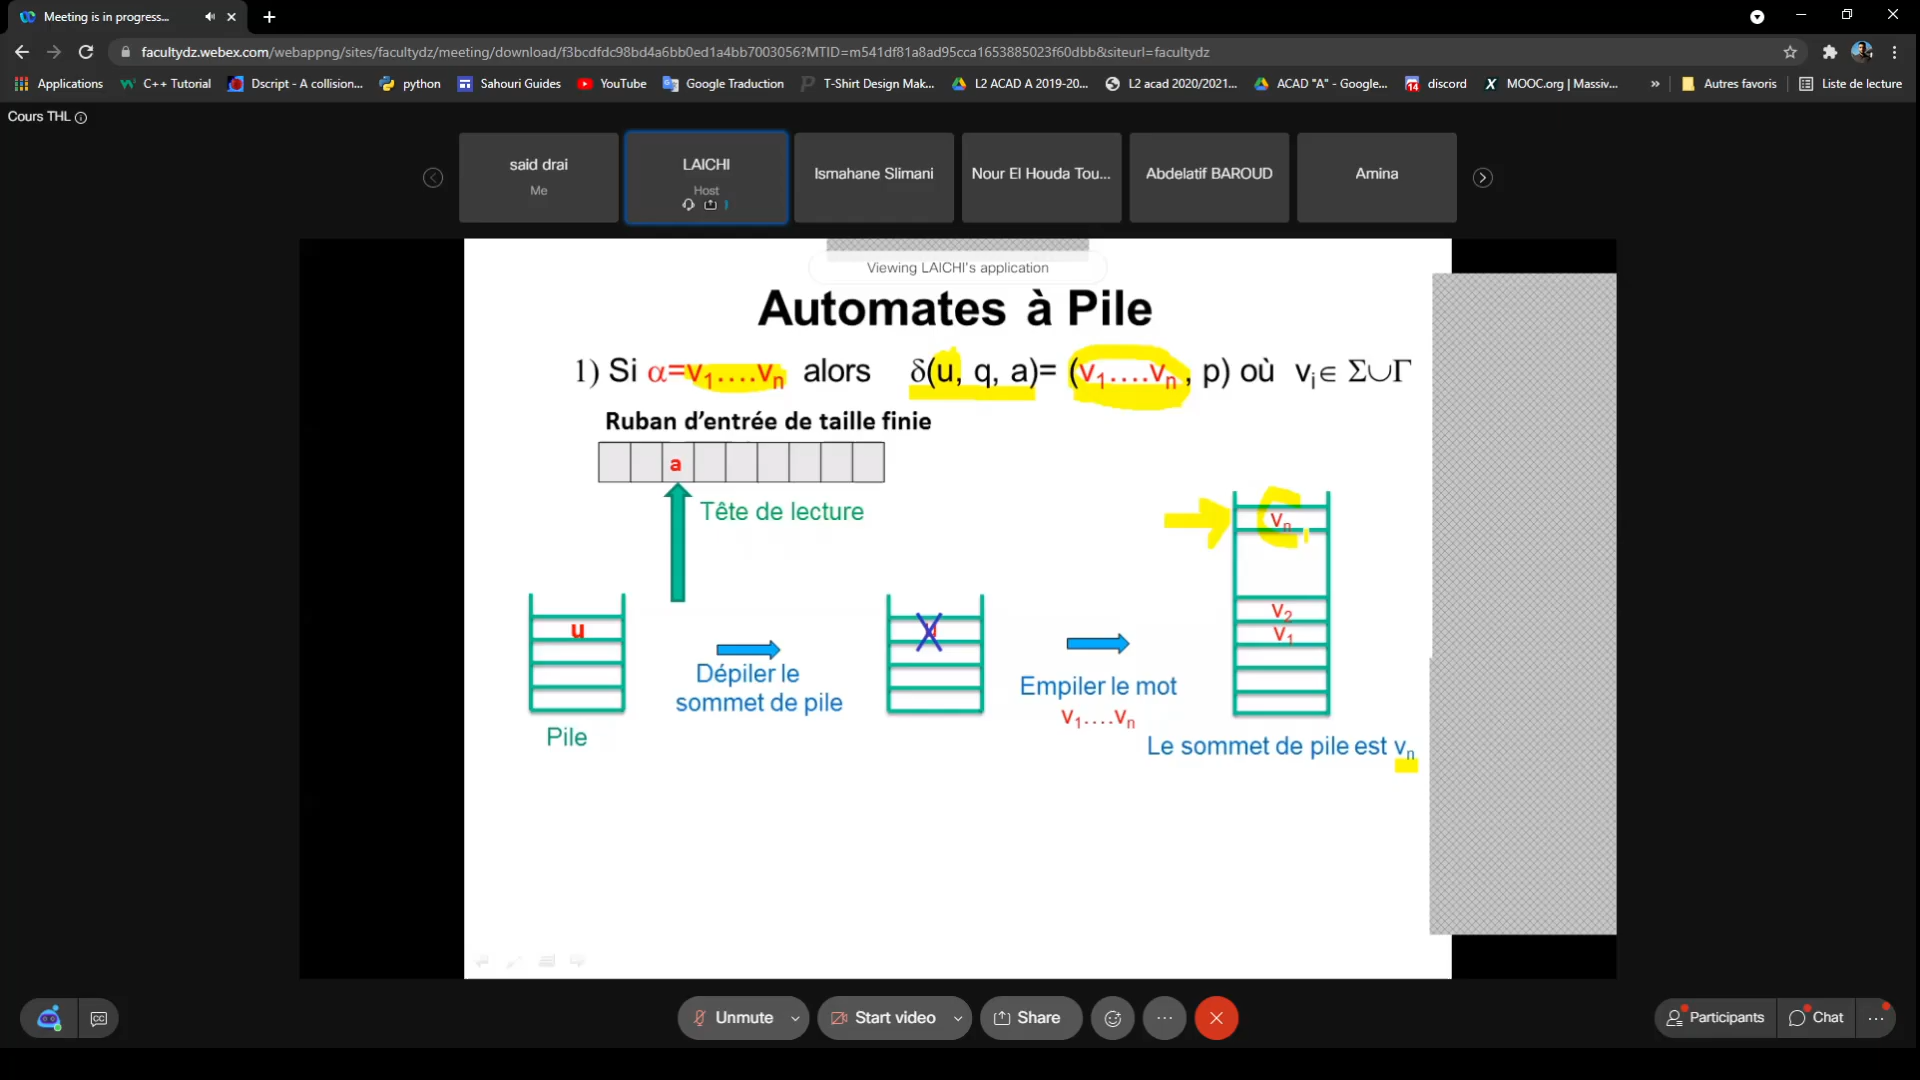 Meeting is in progress...
facultydz.webex.com/webappng/sites/facultydz/meeting/download/f3bcdfdc98bd4a6bb0ed1a4bb7003056?MTID=m541df81a8ad95cca1653885023f60dbb&siteurl=facultydz
Applications C++ Tutorial Dscript - A collision... python Sahouri Guides YouTube Google Traduction T-Shirt Design Mak... L2 ACAD A 2019-20... L2 acad 2020/2021... ACAD "A" - Google... 14 discord MOOC.org | Massiv... » Autres favoris Liste de lecture
Cours THL
said drai
Me
LAICHI
Host
Ismahane Slimani
Nour El Houda Tou...
Abdelatif BAROUD
Amina
Viewing LAICHI's application
Automates à Pile
1) Si α=v₁....vₙ alors δ(u, q, a)= (v₁....vₙ, p) où vᵢ∈ Σ∪Γ
Ruban d'entrée de taille finie
a
Tête de lecture
u
Pile
Dépiler le
sommet de pile
u
Empiler le mot
v₁....vₙ
vₙ
v₂
v₁
Le sommet de pile est vₙ
CC
Unmute
Start video
Share
Participants
Chat